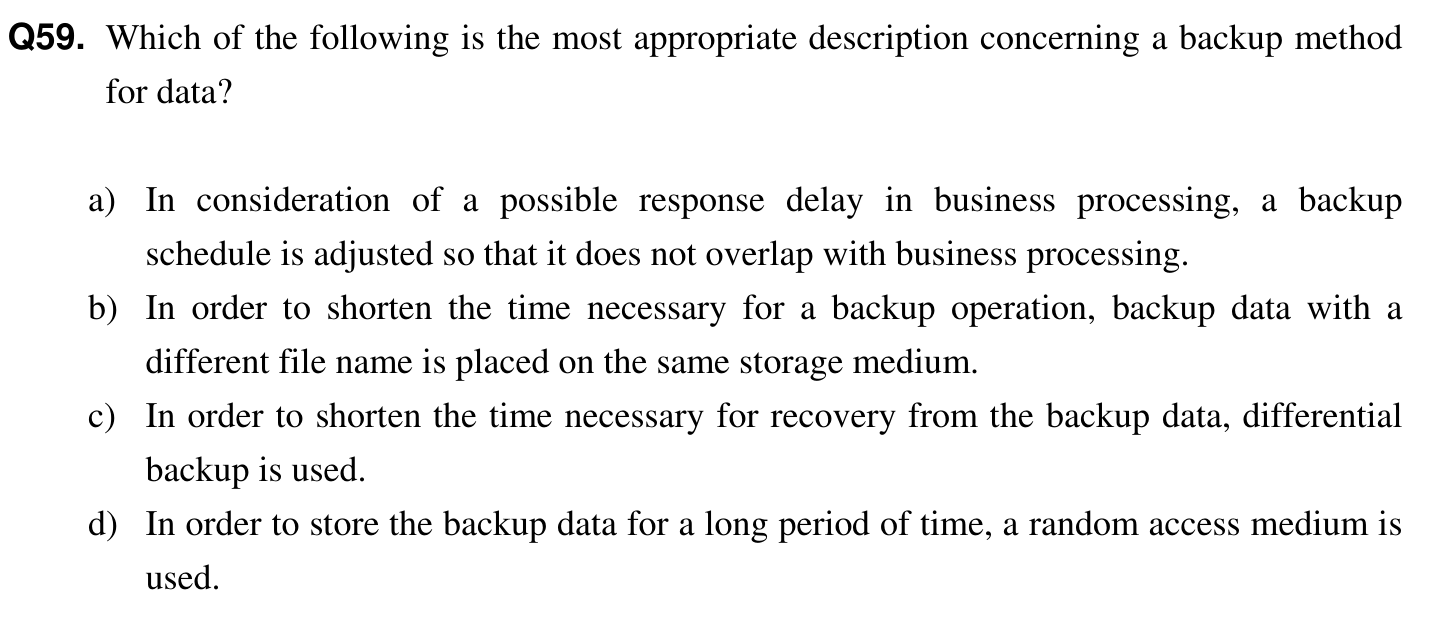 Q59. Which of the following is the most appropriate description concerning a backup method
for data?
a) In consideration of a possible response delay in business processing, a backup
schedule is adjusted so that it does not overlap with business processing.
b) In order to shorten the time necessary for a backup operation, backup data with a
different file name is placed on the same storage medium.
c) In order to shorten the time necessary for recovery from the backup data, differential
backup is used.
d) In order to store the backup data for a long period of time, a random access medium is
used.